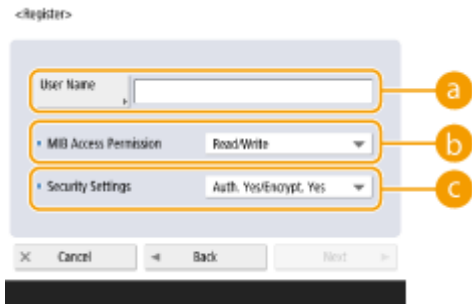 <Register>
User Name
a
MIB Access Permission Read/Write
b
Security Settings Auth. Yes/Encrypt. Yes
c
Cancel Back Next